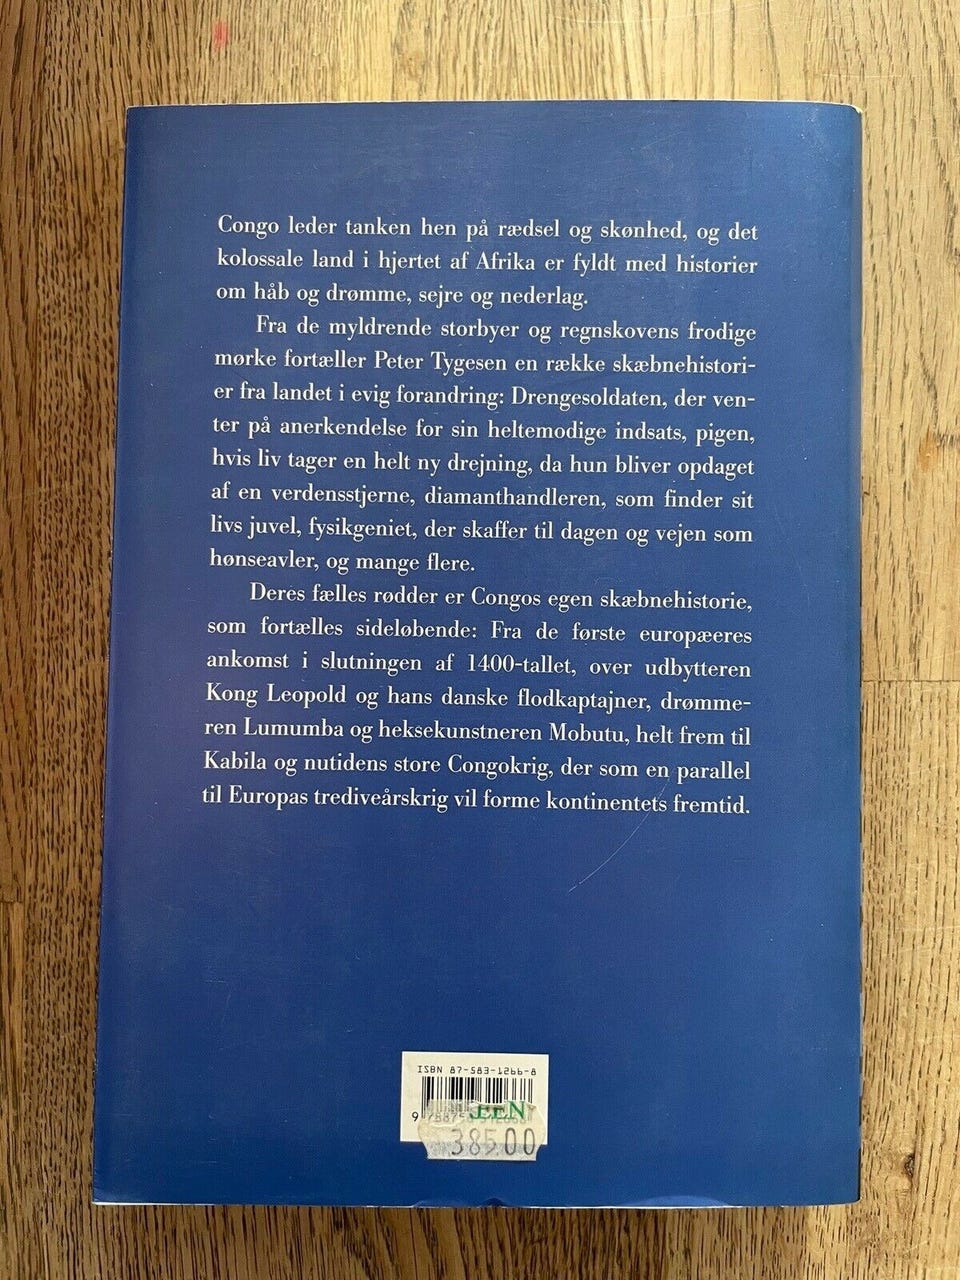 Congo leder tanken hen på rædsel og skønhed, og det
kolossale land i hjertet af Afrika er fyldt med historier
om håb og drømme, sejre og nederlag.
Fra de myldrende storbyer og regnskovens frodige
mørke fortæller Peter Tygesen en række skæbnehistori-
er fra landet i evig forandring: Drengesoldaten, der ven-
ter på anerkendelse for sin heltemodige indsats, pigen,
hvis liv tager en helt ny drejning, da hun bliver opdaget
af en verdensstjerne, diamanthandleren, som finder sit
livs juvel, fysikgeniet, der skaffer til dagen og vejen som
hønseavler, og mange flere.
Deres fælles rødder er Congos egen skæbnehistorie,
som fortælles sideløbende: Fra de første europæeres
ankomst i slutningen af 1400-tallet, over udbytteren
Kong Leopold og hans danske flodkaptajner, drømme-
ren Lumumba og heksekunstneren Mobutu, helt frem til
Kabila og nutidens store Congokrig, der som en parallel
til Europas trediveårskrig vil forme kontinentets fremtid.
ISBN 87-583-1266-8
385.00